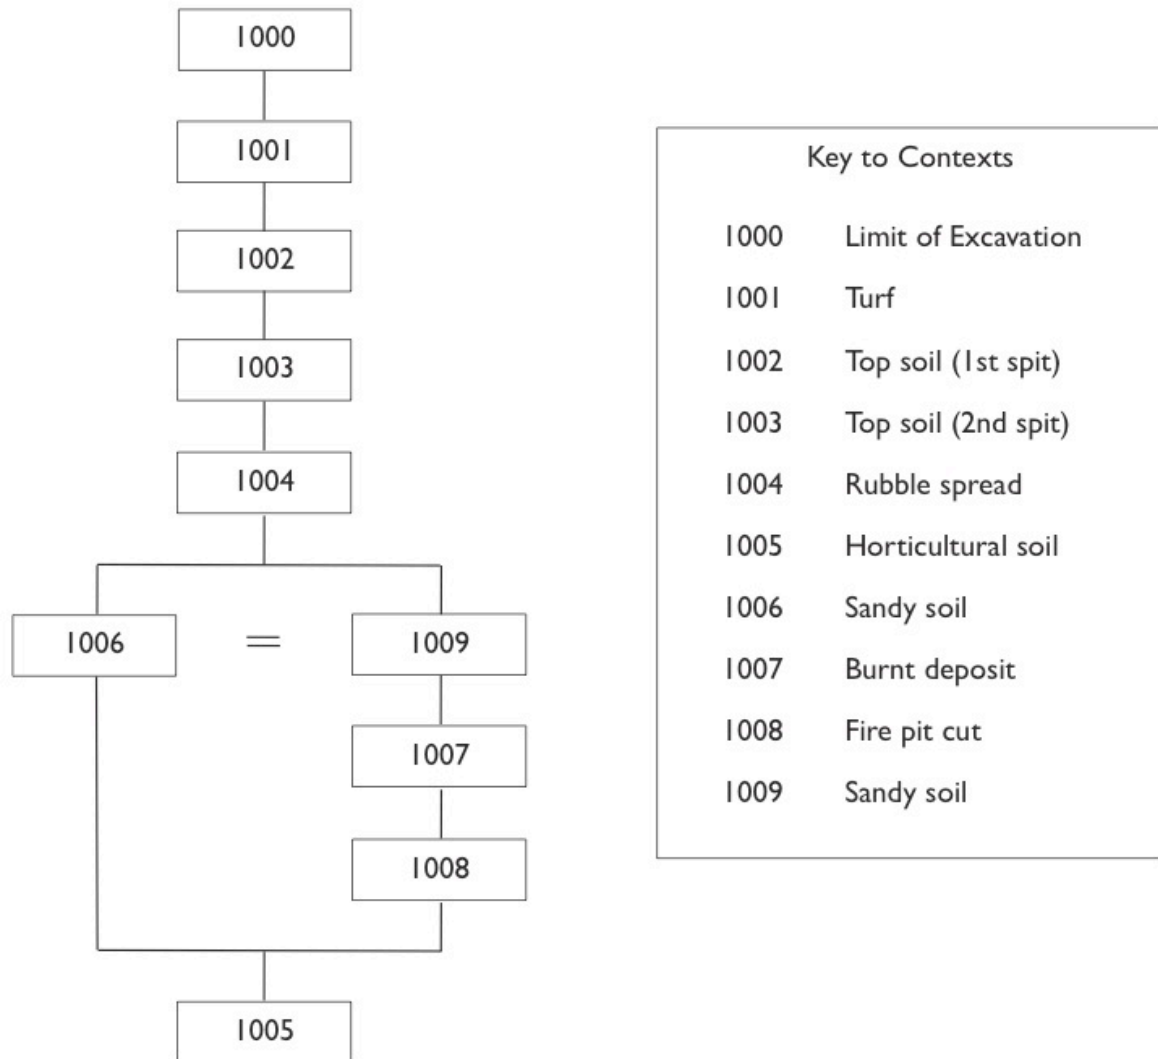 1000
1001
1002
1003
1004
1006 = 1009
1007
1008
1005
Key to Contexts
1000 Limit of Excavation
1001 Turf
1002 Top soil (1st spit)
1003 Top soil (2nd spit)
1004 Rubble spread
1005 Horticultural soil
1006 Sandy soil
1007 Burnt deposit
1008 Fire pit cut
1009 Sandy soil